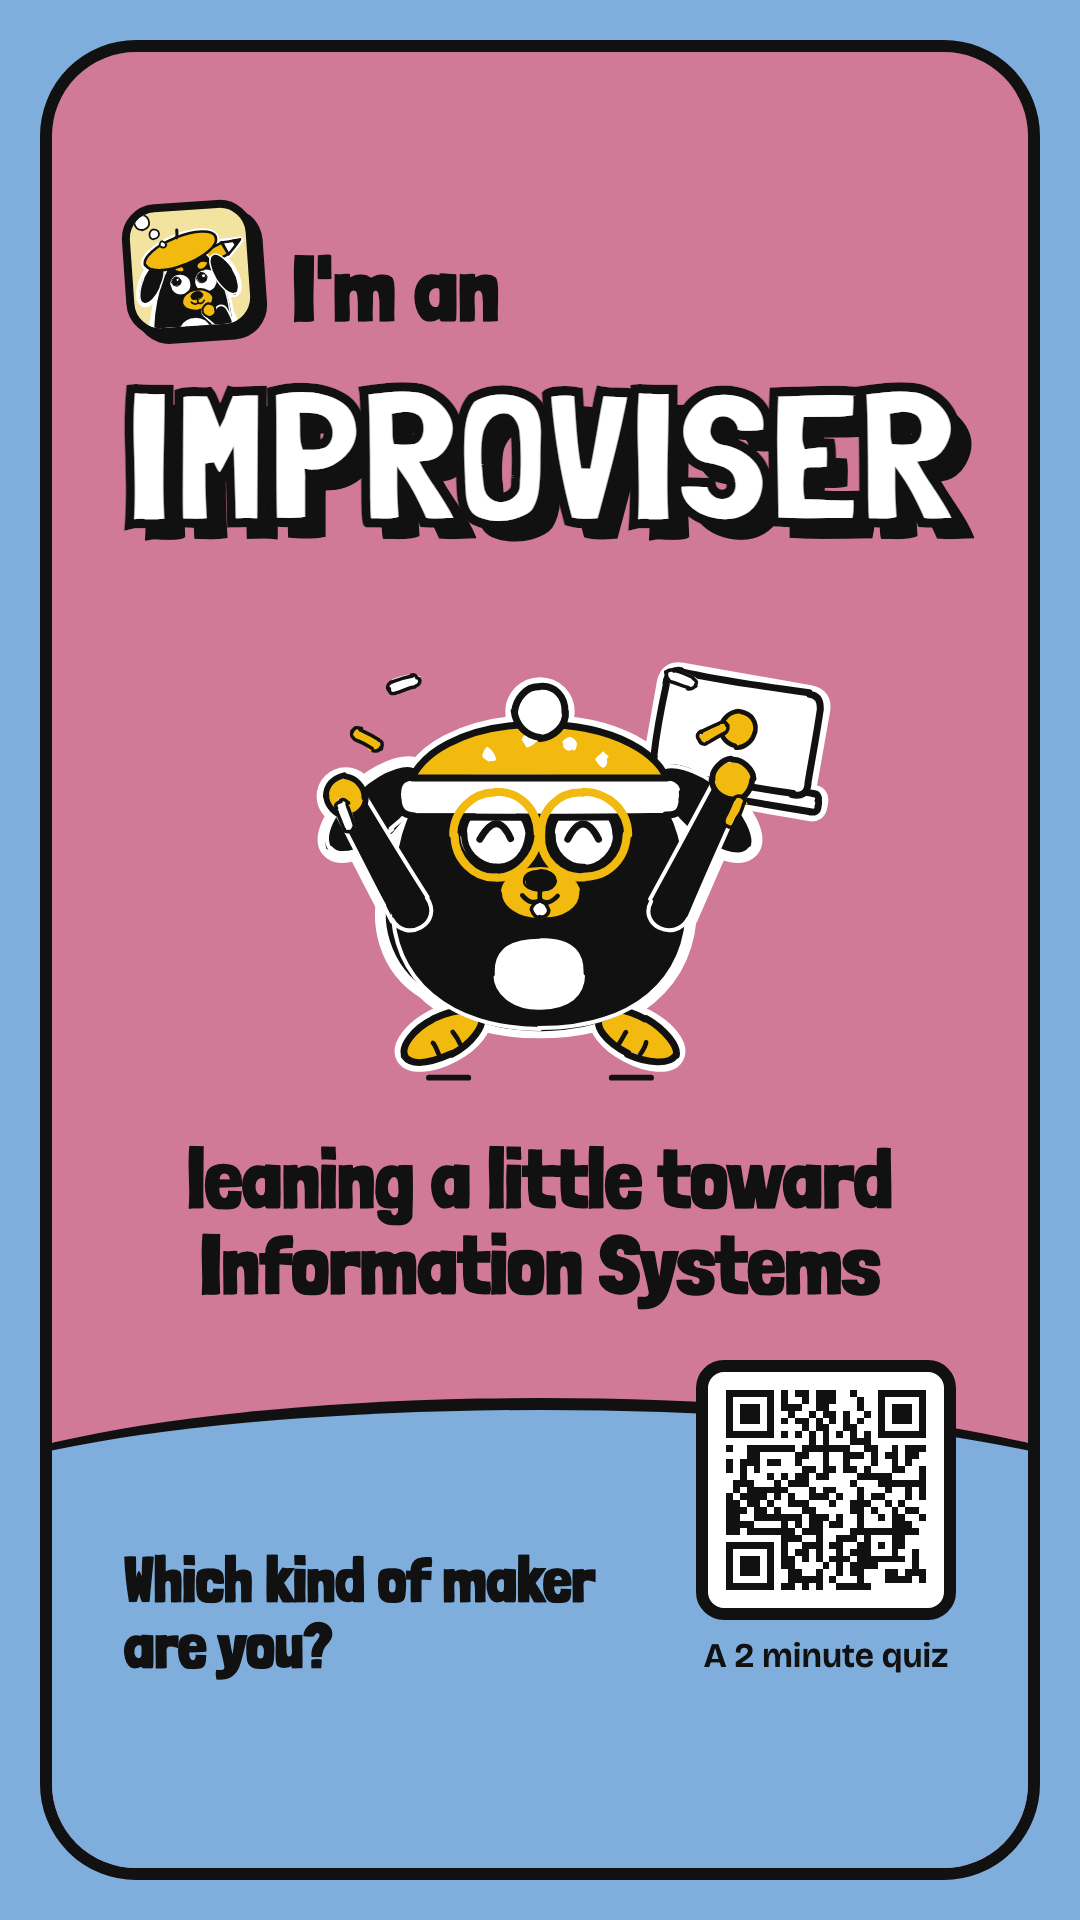 I'm an
IMPROVISER
leaning a little toward
Information Systems
Which kind of maker
are you?
A 2 minute quiz